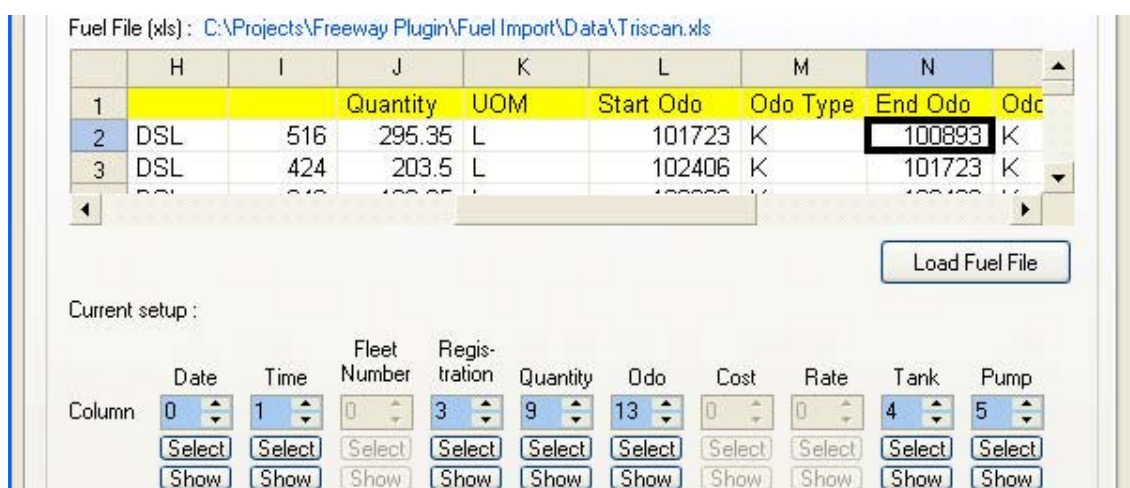 Fuel File (xls) : C:\Projects\Freeway Plugin\Fuel Import\Data\Triscan.xls
H I J K L M N
1 Quantity UOM Start Odo Odo Type End Odo Odo
2 DSL 516 295.35 L 101723 K 100893 K
3 DSL 424 203.5 L 102406 K 101723 K
Load Fuel File
Current setup :
Fleet Regis-
Date Time Number tration Quantity Odo Cost Rate Tank Pump
Column 0 1 0 3 9 13 0 0 4 5
Select Select Select Select Select Select Select Select Select Select
Show Show Show Show Show Show Show Show Show Show